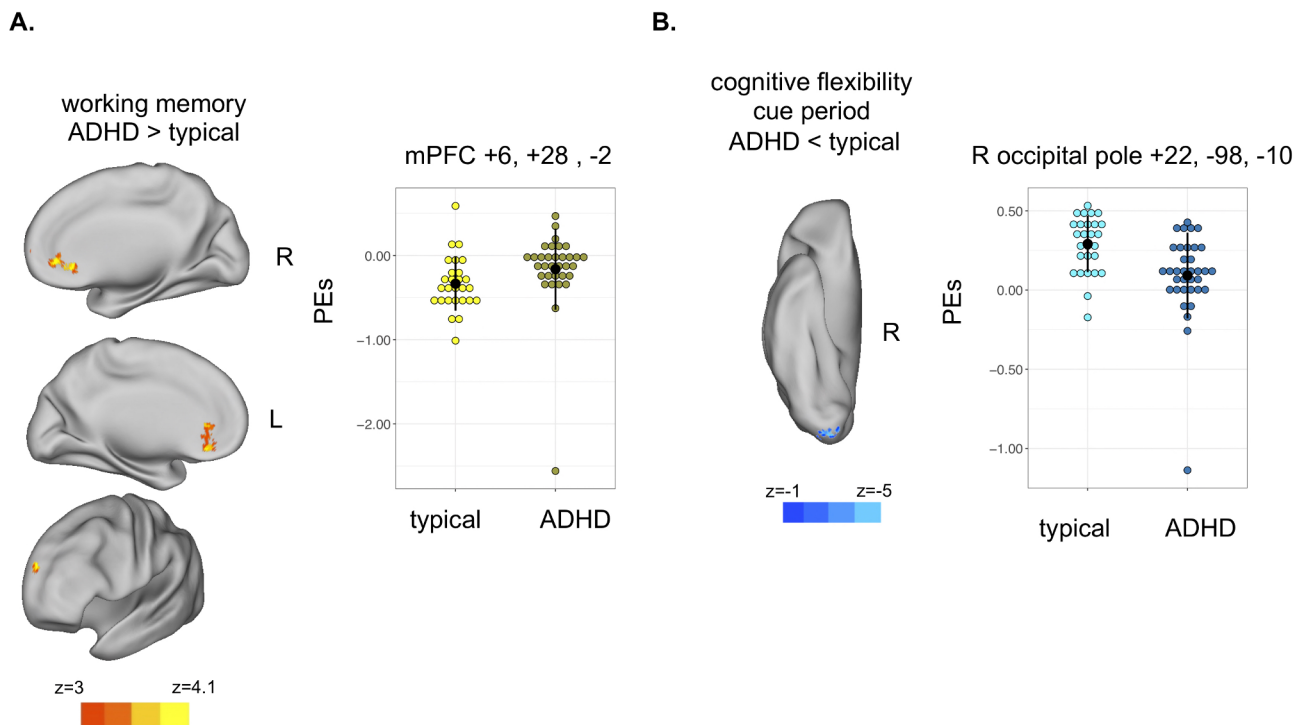 A.
working memory
ADHD > typical
R
L
z=3 z=4.1
mPFC +6, +28 , -2
PEs
0.00
−1.00
−2.00
typical ADHD
B.
cognitive flexibility
cue period
ADHD < typical
R
z=-1 z=-5
R occipital pole +22, -98, -10
PEs
0.50
0.00
−0.50
−1.00
typical ADHD